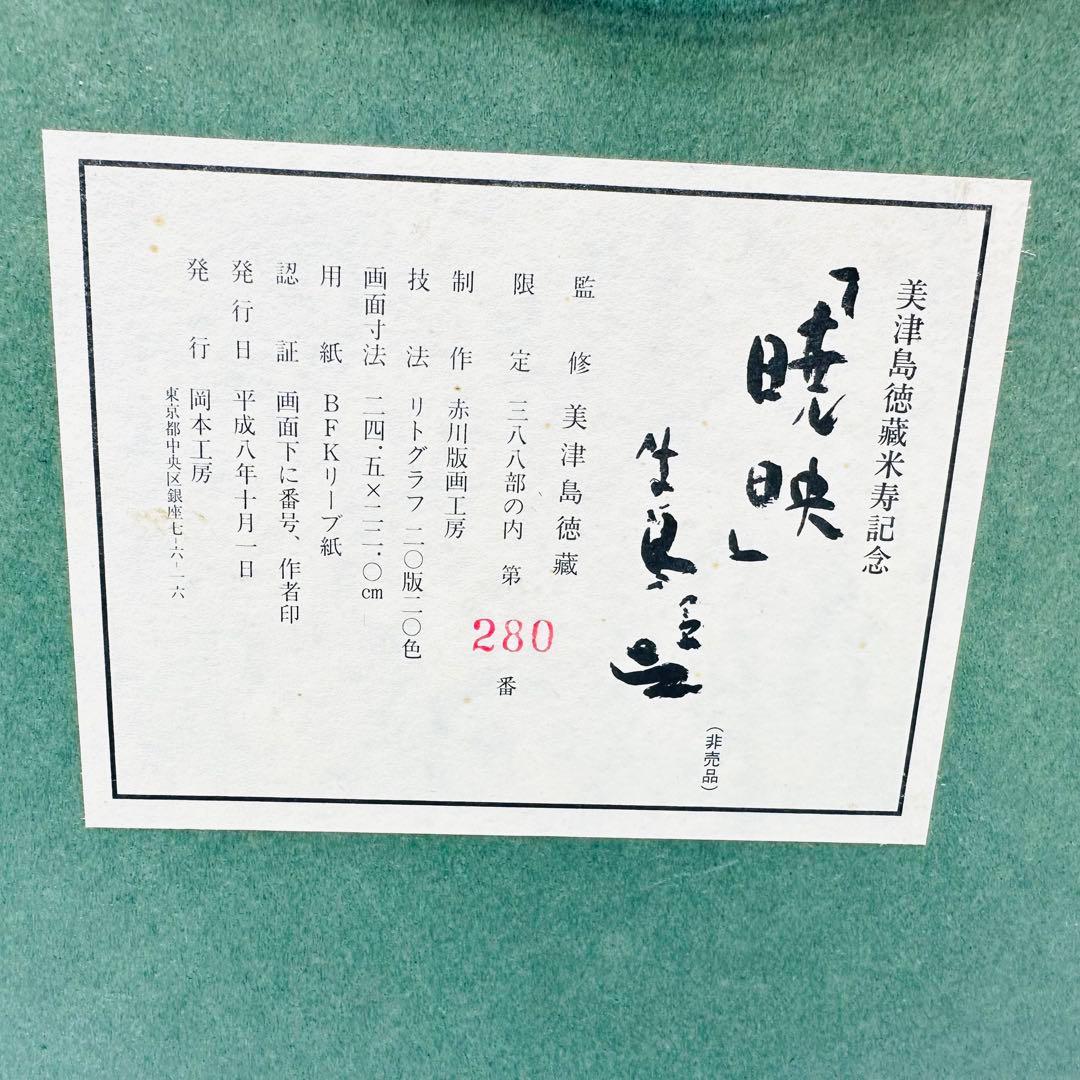 美津島徳藏米寿記念
「暁映」
（非売品）
監修 美津島徳藏
限定 三八八部の内 第 280 番
制作 赤川版画工房
技法 リトグラフ 二〇版二〇色
画面寸法 二四・五×二二・〇cm
用紙 BFKリーブ紙
認証 画面下に番号、作者印
発行日 平成八年十月一日
発行 岡本工房
東京都中央区銀座七-六-一六